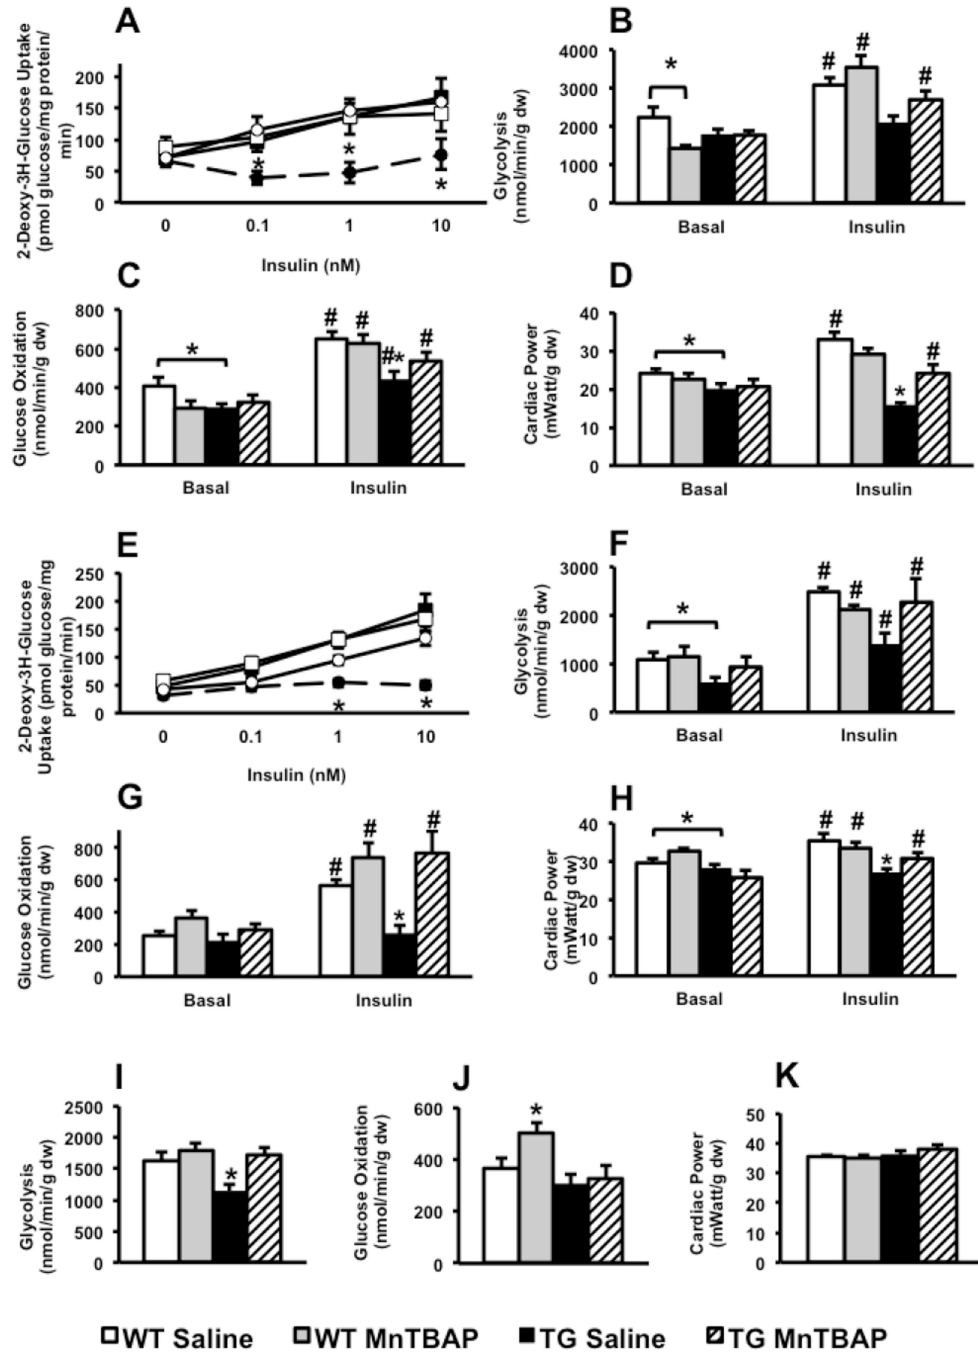 A
2-Deoxy-3H-Glucose Uptake
(pmol glucose/mg protein/
min)
200
150
100
50
0
*
*
*
0 0.1 1 10
Insulin (nM)
B
Glycolysis
(nmol/min/g dw)
4000
3000
2000
1000
0
*
# # #
Basal Insulin
C
Glucose Oxidation
(nmol/min/g dw)
800
600
400
200
0
*
# # #* #
Basal Insulin
D
Cardiac Power
(mWatt/g dw)
40
30
20
10
0
*
# * #
Basal Insulin
E
2-Deoxy-3H-Glucose
Uptake (pmol glucose/mg
protein/min)
250
200
150
100
50
0
* *
0 0.1 1 10
Insulin (nM)
F
Glycolysis
(nmol/min/g dw)
3000
2000
1000
0
*
# # # #
Basal Insulin
G
Glucose Oxidation
(nmol/min/g dw)
800
600
400
200
0
# # * #
Basal Insulin
H
Cardiac Power
(mWatt/g dw)
40
30
20
10
0
*
# # * #
Basal Insulin
I
Glycolysis
(nmol/min/g dw)
2500
2000
1500
1000
500
0
*
J
Glucose Oxidation
(nmol/min/g dw)
600
400
200
0
*
K
Cardiac Power
(mWatt/g dw)
50
40
30
20
10
0
WT Saline WT MnTBAP TG Saline TG MnTBAP